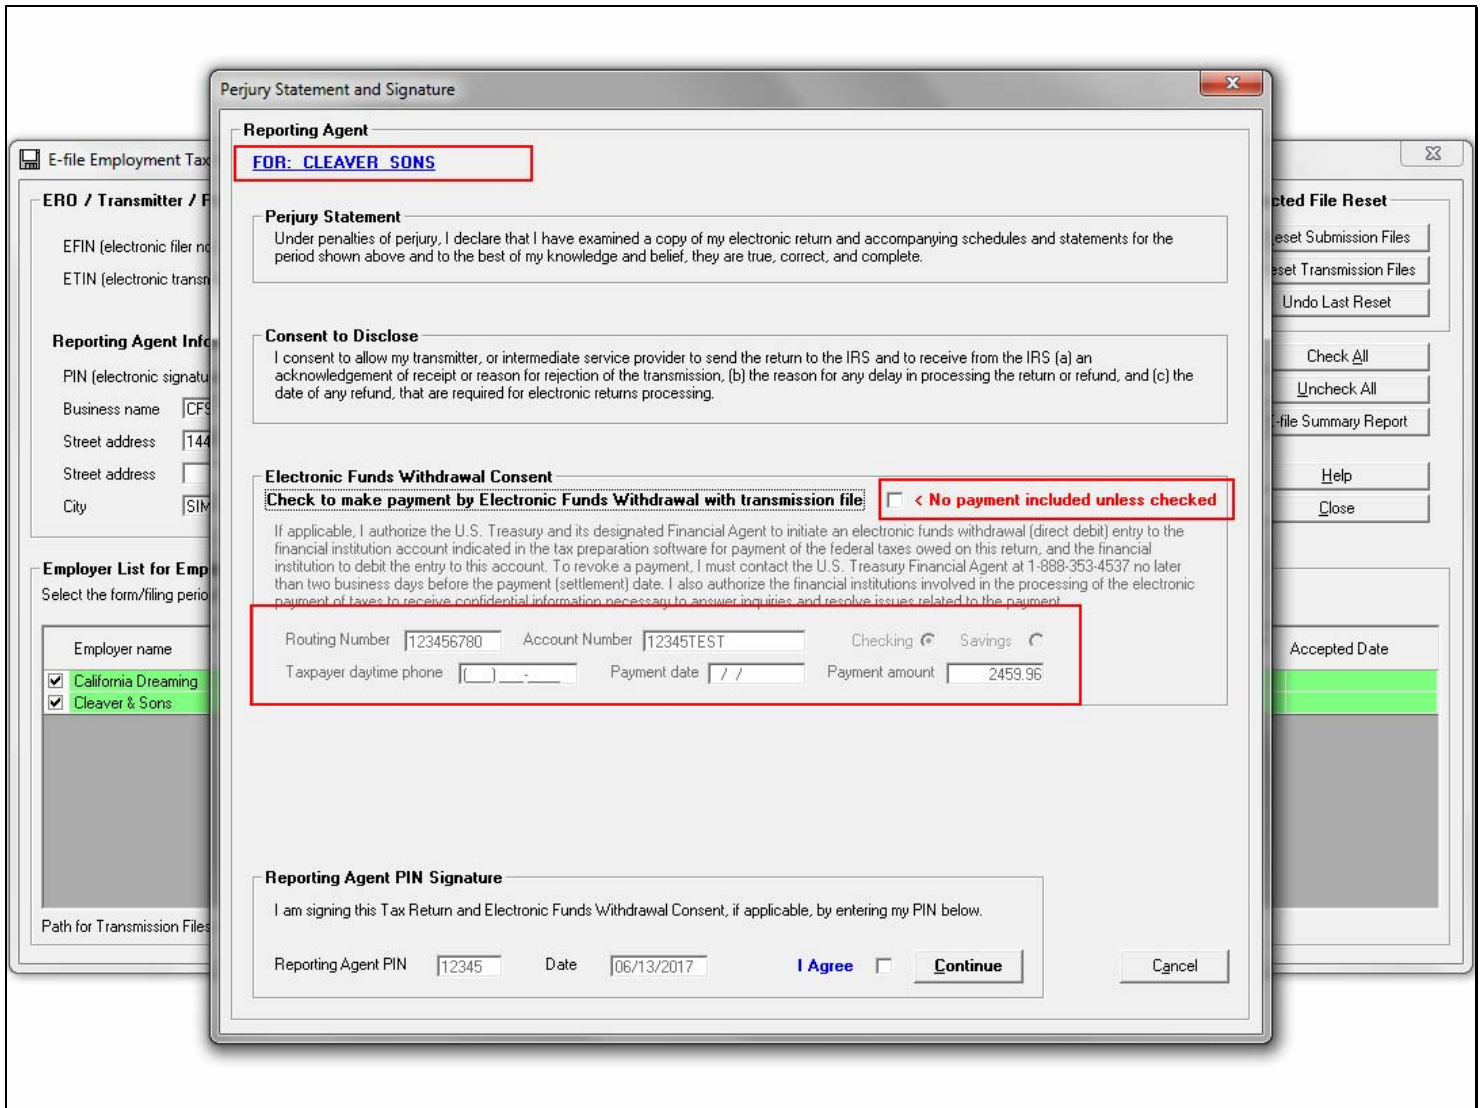 Perjury Statement and Signature
Reporting Agent
FOR: CLEAVER SONS
Perjury Statement
Under penalties of perjury, I declare that I have examined a copy of my electronic return and accompanying schedules and statements for the
period shown above and to the best of my knowledge and belief, they are true, correct, and complete.
Consent to Disclose
I consent to allow my transmitter, or intermediate service provider to send the return to the IRS and to receive from the IRS (a) an
acknowledgement of receipt or reason for rejection of the transmission, (b) the reason for any delay in processing the return or refund, and (c) the
date of any refund, that are required for electronic returns processing.
Electronic Funds Withdrawal Consent
Check to make payment by Electronic Funds Withdrawal with transmission file < No payment included unless checked
If applicable, I authorize the U.S. Treasury and its designated Financial Agent to initiate an electronic funds withdrawal (direct debit) entry to the
financial institution account indicated in the tax preparation software for payment of the federal taxes owed on this return, and the financial
institution to debit the entry to this account. To revoke a payment, I must contact the U.S. Treasury Financial Agent at 1-888-353-4537 no later
than two business days before the payment (settlement) date. I also authorize the financial institutions involved in the processing of the electronic
payment of taxes to receive confidential information necessary to answer inquiries and resolve issues related to the payment.
Routing Number 123456780 Account Number 12345TEST Checking Savings
Taxpayer daytime phone (___) ___-____ Payment date / / Payment amount 2459.96
Reporting Agent PIN Signature
I am signing this Tax Return and Electronic Funds Withdrawal Consent, if applicable, by entering my PIN below.
Reporting Agent PIN 12345 Date 06/13/2017 I Agree Continue Cancel
E-file Employment Tax
ERO / Transmitter / F
EFIN (electronic filer
ETIN (electronic
Reporting Agent
PIN (electronic
Business name CFS
Street address 144
Street address
City SIM
Employer List for Emp
Select the form/filing
Employer name
California Dreaming
Cleaver & Sons
Path for Transmission Files
File Reset
Submission Files
Transmission Files
Undo Last Reset
Check All
Uncheck All
-file Summary Report
Help
Close
Accepted Date